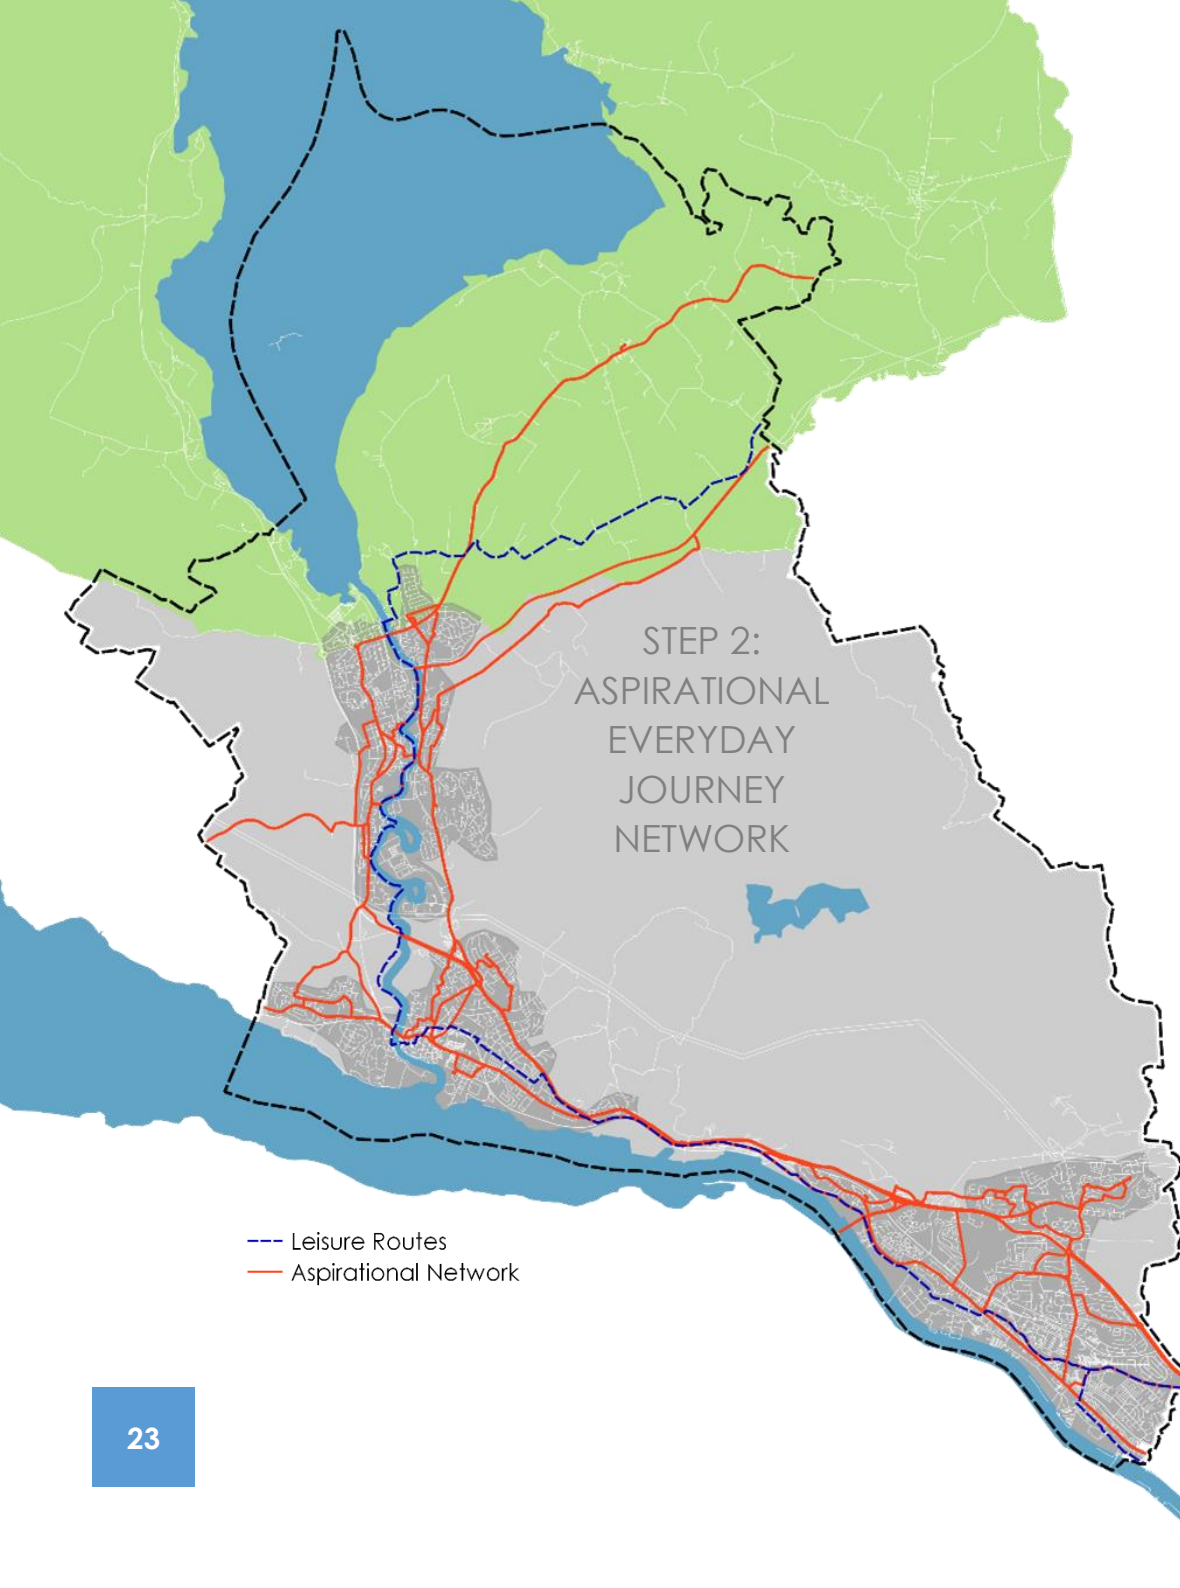 STEP 2:
ASPIRATIONAL
EVERYDAY
JOURNEY
NETWORK
Leisure Routes
Aspirational Network
23